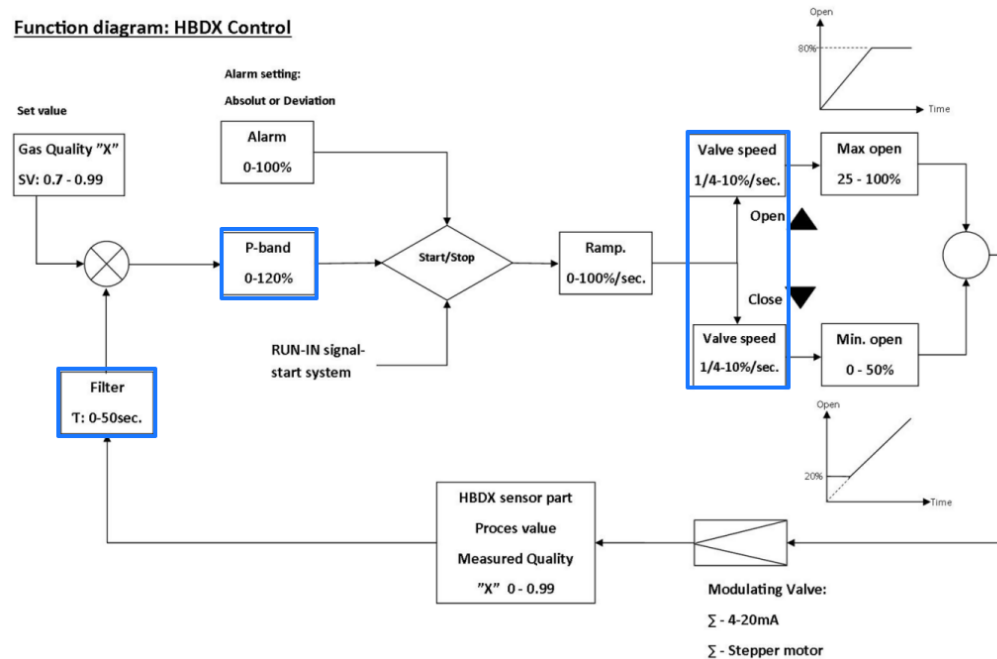 Function diagram: HBDX Control
Open
80%
Time
Alarm setting:
Absolut or Deviation
Set value
Gas Quality ”X”
SV: 0.7 - 0.99
Alarm
0-100%
Valve speed
1/4-10%/sec.
Max open
25 - 100%
Open
P-band
0-120%
Start/Stop
Ramp.
0-100%/sec.
Close
RUN-IN signal-
start system
Valve speed
1/4-10%/sec.
Min. open
0 - 50%
Filter
T: 0-50sec.
Open
20%
Time
HBDX sensor part
Proces value
Measured Quality
”X” 0 - 0.99
Modulating Valve:
∑ - 4-20mA
∑ - Stepper motor